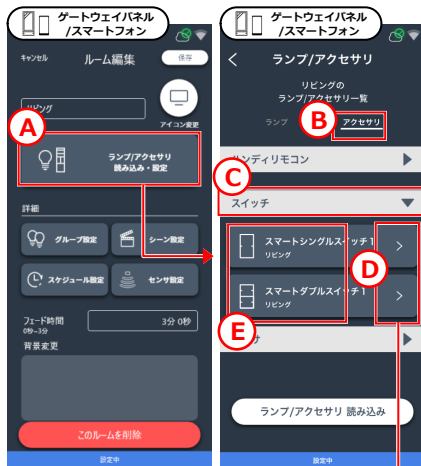 ゲートウェイパネル
/スマートフォン
キャンセル
ルーム編集
保存
リビング
アイコン変更
A
ランプ/アクセサリ
読み込み・設定
詳細
グループ設定
シーン設定
スケジュール設定
センサ設定
フェード時間
0秒~3分
3分 0秒
背景変更
このルームを削除
設定中
ゲートウェイパネル
/スマートフォン
ランプ/アクセサリ
リビングの
ランプ/アクセサリ一覧
ランプ
B
アクセサリ
ハンディリモコン
C
スイッチ
スマートシングルスイッチ1
リビング
D
スマートダブルスイッチ1
リビング
E
ランプ/アクセサリ 読み込み
設定中